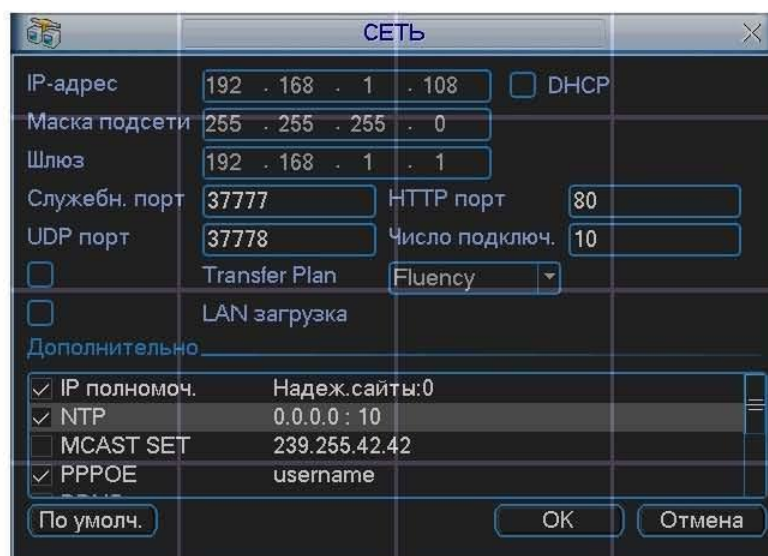 СЕТЬ
IP-адрес 192 . 168 . 1 . 108 DHCP
Маска подсети 255 . 255 . 255 . 0
Шлюз 192 . 168 . 1 . 1
Служебн. порт 37777 HTTP порт 80
UDP порт 37778 Число подключ. 10
Transfer Plan Fluency
LAN загрузка
Дополнительно
IP полномоч. Надеж.сайты:0
NTP 0.0.0.0 : 10
MCAST SET 239.255.42.42
PPPOE username
По умолч. OK Отмена